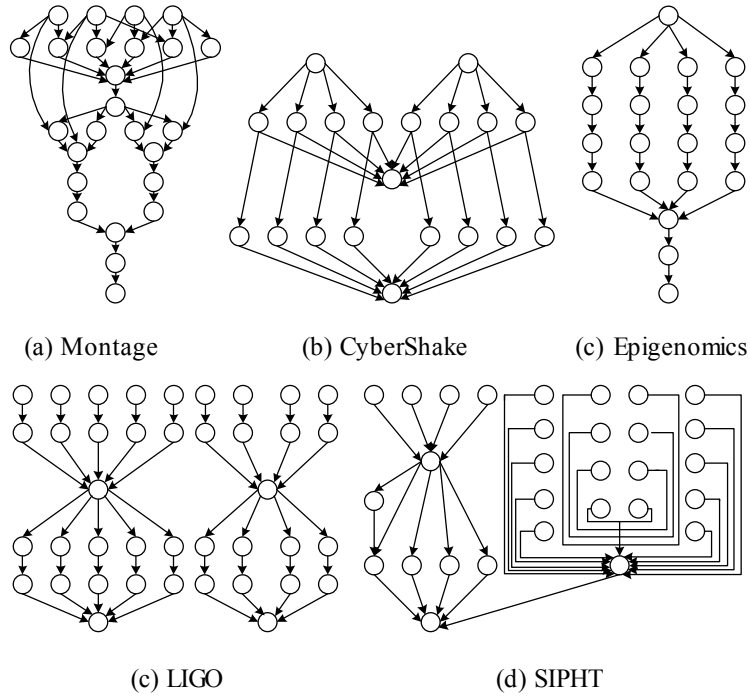 (a) Montage
(b) CyberShake
(c) Epigenomics
(c) LIGO
(d) SIPHT